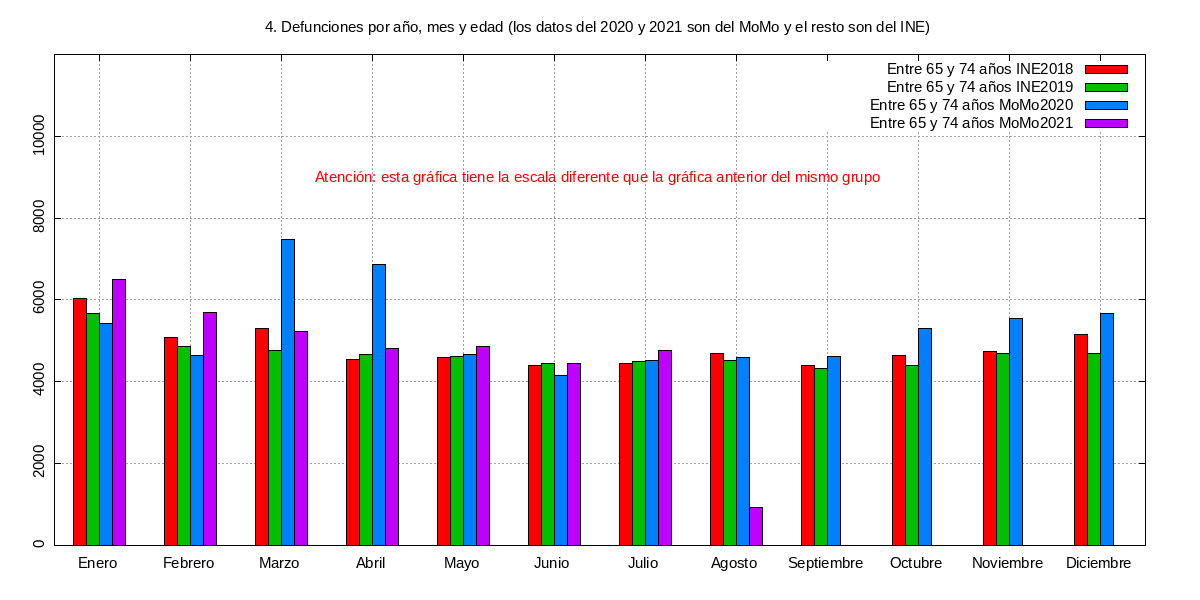 4. Defunciones por año, mes y edad (los datos del 2020 y 2021 son del MoMo y el resto son del INE)
Entre 65 y 74 años INE2018
Entre 65 y 74 años INE2019
Entre 65 y 74 años MoMo2020
Entre 65 y 74 años MoMo2021
Atención: esta gráfica tiene la escala diferente que la gráfica anterior del mismo grupo
10000
8000
6000
4000
2000
0
Enero Febrero Marzo Abril Mayo Junio Julio Agosto Septiembre Octubre Noviembre Diciembre